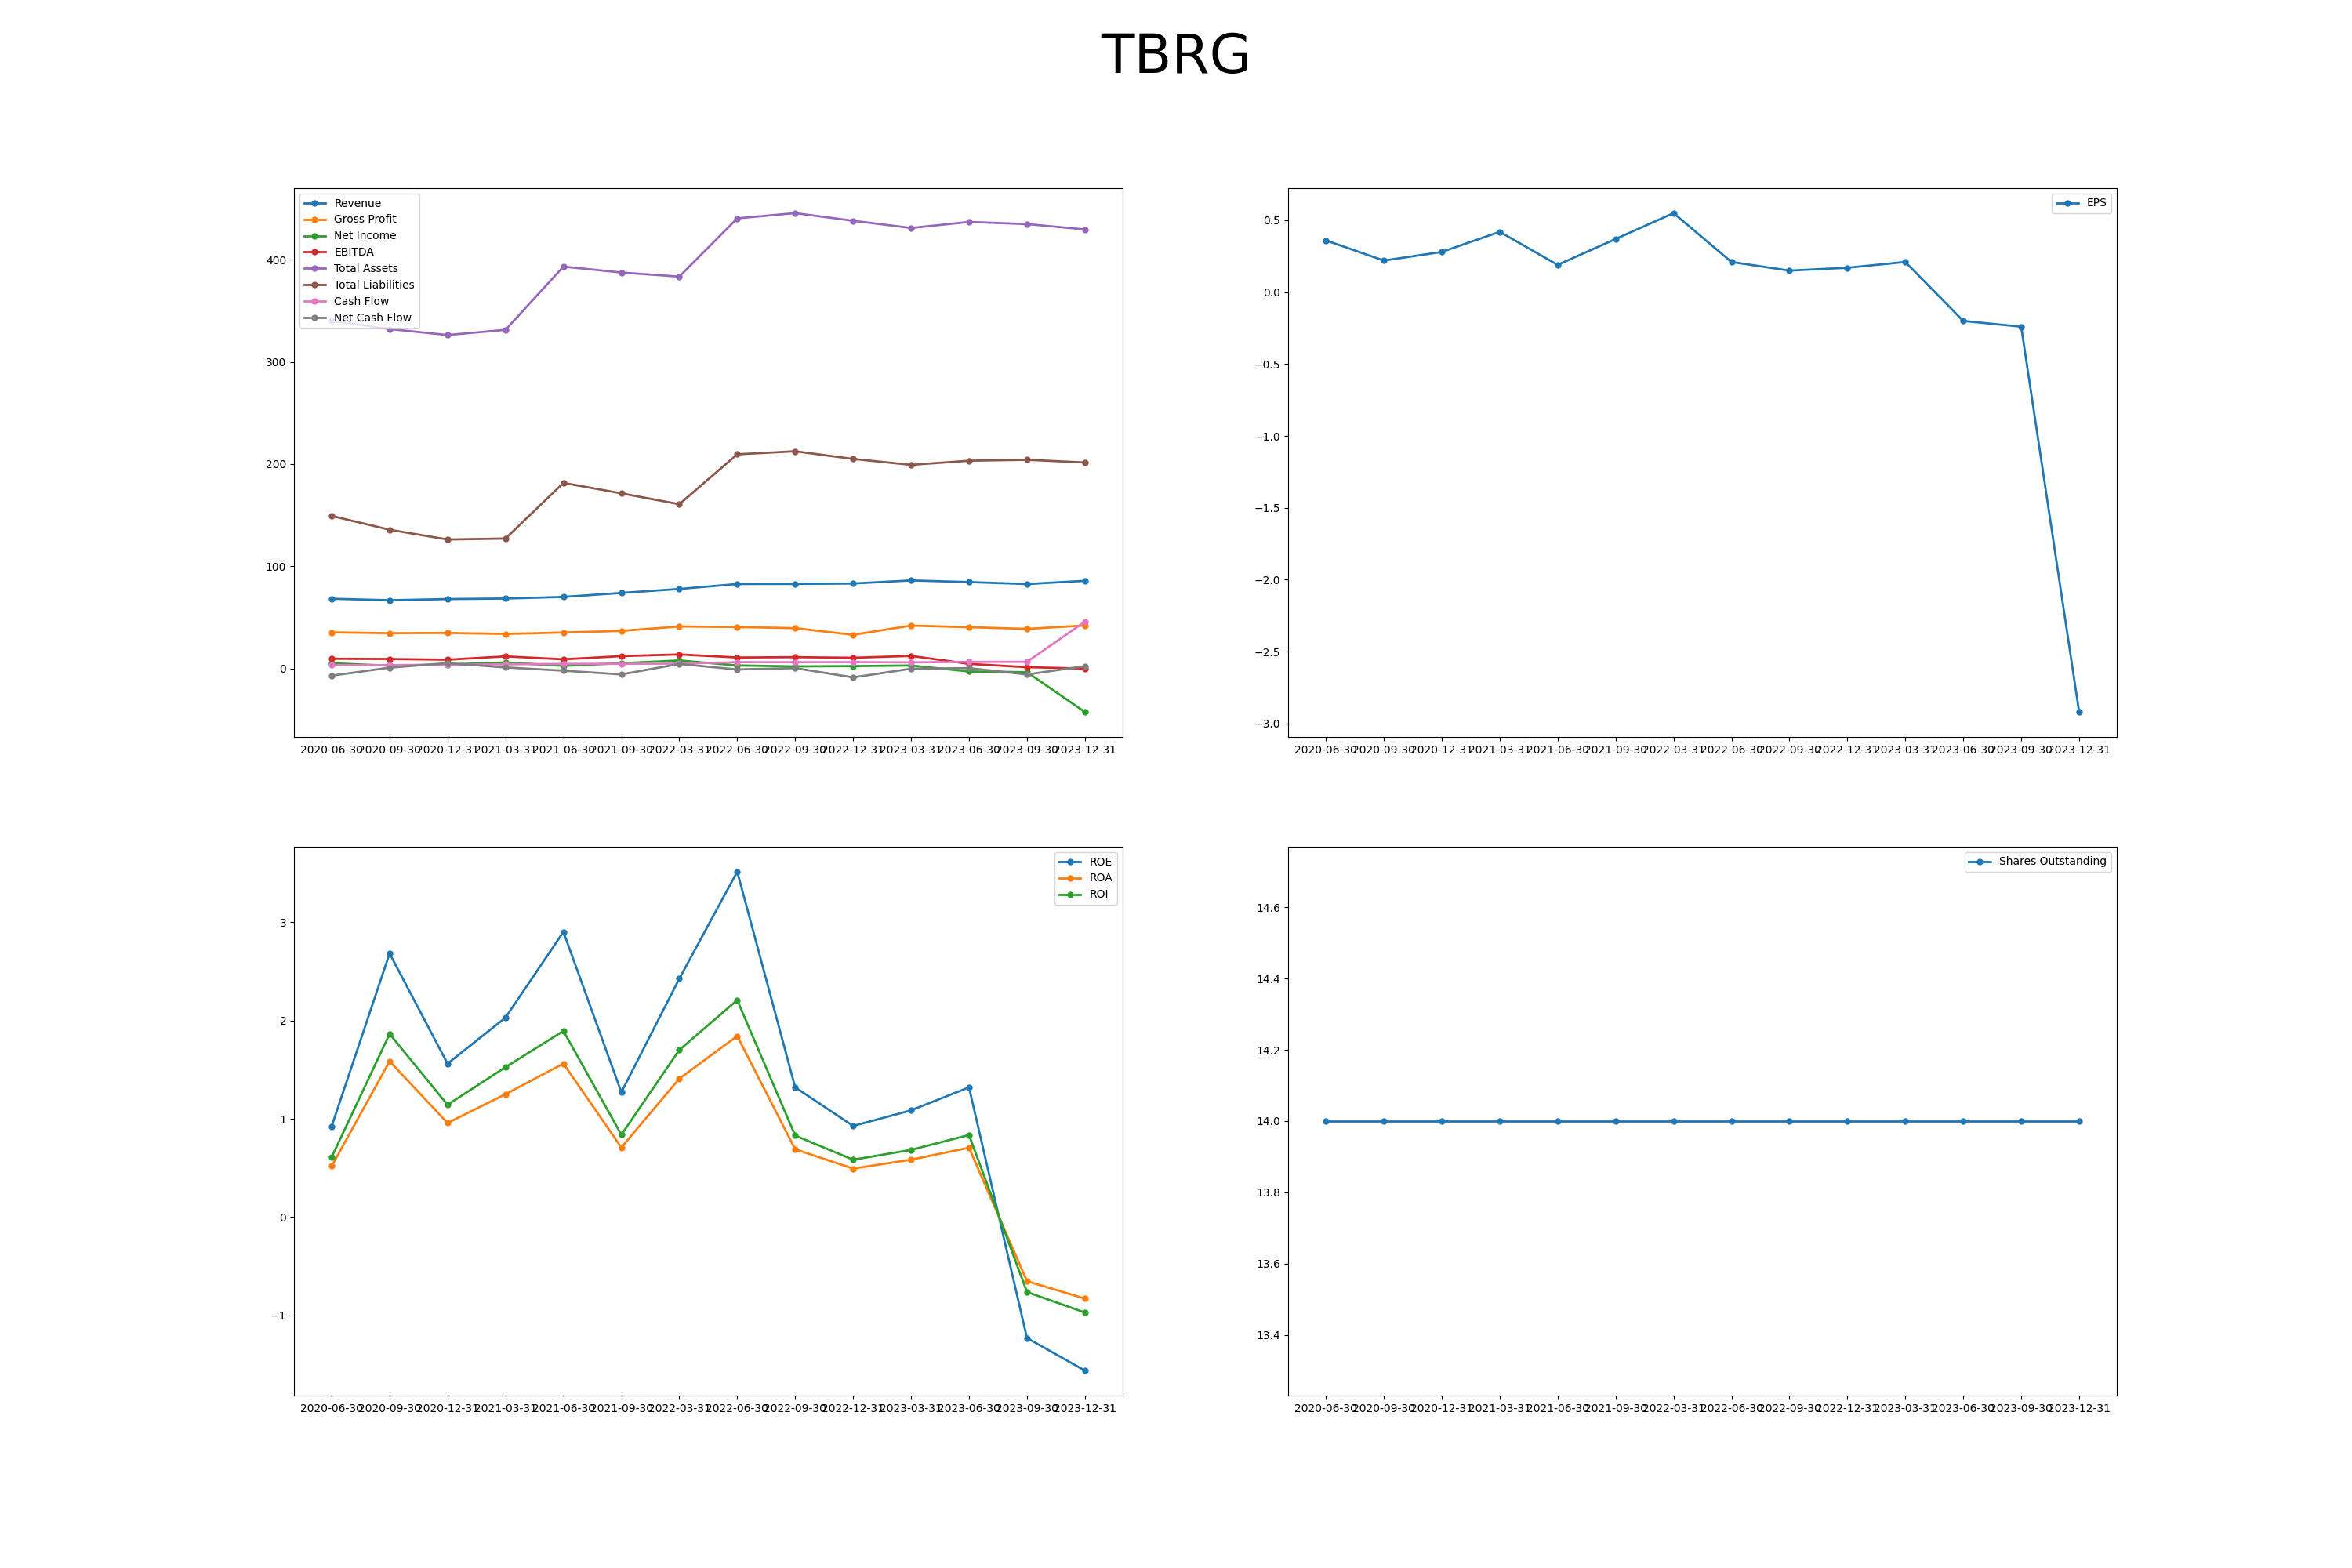 TBRG
Revenue
Gross Profit
Net Income
EBITDA
Total Assets
Total Liabilities
Cash Flow
Net Cash Flow
400
300
200
100
0
2020-06-30 2020-09-30 2020-12-31 2021-03-31 2021-06-30 2021-09-30 2022-03-31 2022-06-30 2022-09-30 2022-12-31 2023-03-31 2023-06-30 2023-09-30 2023-12-31
EPS
0.5
0.0
−0.5
−1.0
−1.5
−2.0
−2.5
−3.0
2020-06-30 2020-09-30 2020-12-31 2021-03-31 2021-06-30 2021-09-30 2022-03-31 2022-06-30 2022-09-30 2022-12-31 2023-03-31 2023-06-30 2023-09-30 2023-12-31
ROE
ROA
ROI
3
2
1
0
−1
2020-06-30 2020-09-30 2020-12-31 2021-03-31 2021-06-30 2021-09-30 2022-03-31 2022-06-30 2022-09-30 2022-12-31 2023-03-31 2023-06-30 2023-09-30 2023-12-31
Shares Outstanding
14.6
14.4
14.2
14.0
13.8
13.6
13.4
2020-06-30 2020-09-30 2020-12-31 2021-03-31 2021-06-30 2021-09-30 2022-03-31 2022-06-30 2022-09-30 2022-12-31 2023-03-31 2023-06-30 2023-09-30 2023-12-31